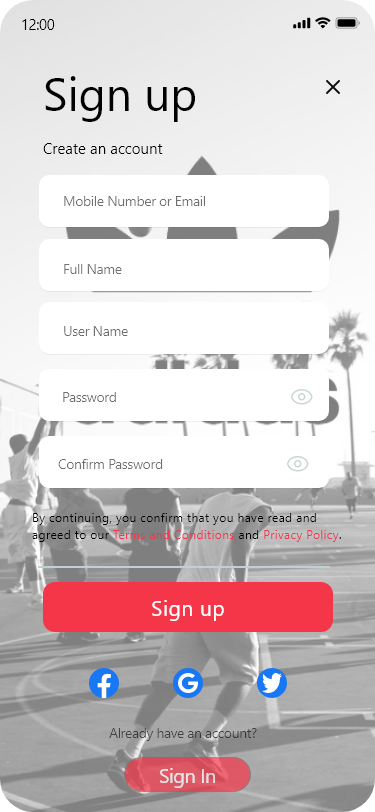 12:00
Sign up
Create an account
Mobile Number or Email
Full Name
User Name
Password
Confirm Password
By continuing, you confirm that you have read and
agreed to our Terms and Conditions and Privacy Policy.
Sign up
Already have an account?
Sign In